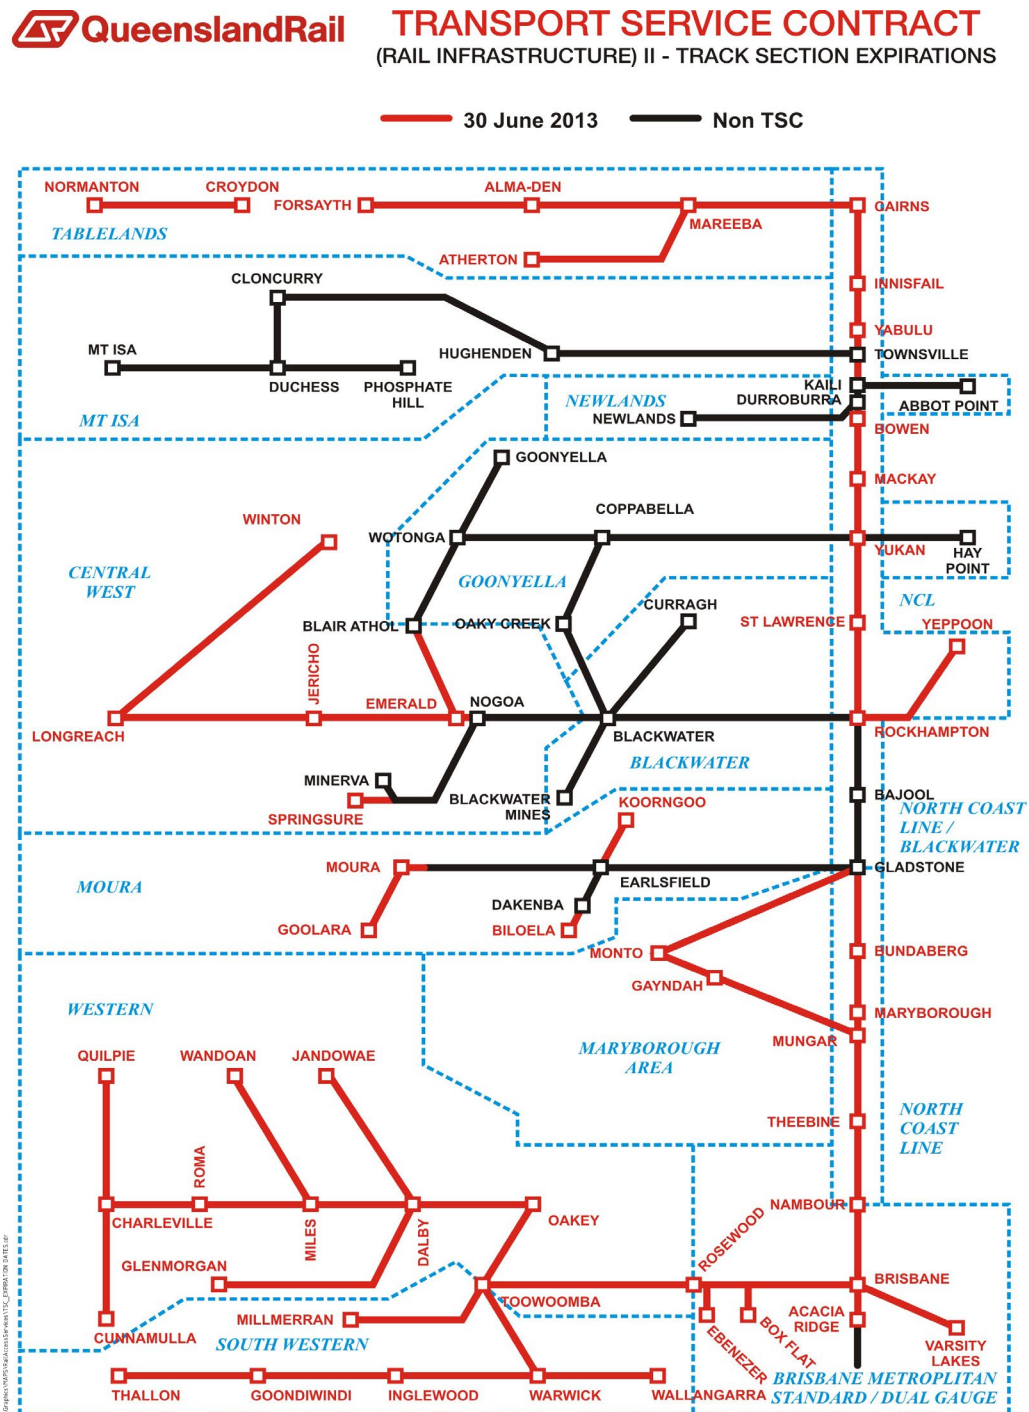 QueenslandRail
TRANSPORT SERVICE CONTRACT
(RAIL INFRASTRUCTURE) II - TRACK SECTION EXPIRATIONS
30 June 2013
Non TSC
NORMANTON
CROYDON
FORSAYTH
ALMA-DEN
MAREEBA
CAIRNS
TABLELANDS
ATHERTON
CLONCURRY
INNISFAIL
YABULU
MT ISA
HUGHENDEN
TOWNSVILLE
DUCHESS
PHOSPHATE
HILL
KAILI
DURROBURRA
ABBOT POINT
MT ISA
NEWLANDS
NEWLANDS
BOWEN
GOONYELLA
MACKAY
WINTON
COPPABELLA
WOTONGA
YUKAN
HAY
POINT
CENTRAL
WEST
GOONYELLA
NCL
CURRAGH
BLAIR ATHOL
OAKY CREEK
ST LAWRENCE
YEPPOON
JERICHO
EMERALD
NOGOA
LONGREACH
BLACKWATER
ROCKHAMPTON
BLACKWATER
MINERVA
SPRINGSURE
BLACKWATER
MINES
KOORNGOO
BAJOOL
NORTH COAST
LINE /
BLACKWATER
MOURA
MOURA
EARLSFIELD
GLADSTONE
DAKENBA
GOOLARA
BILOELA
MONTO
BUNDABERG
GAYNDAH
WESTERN
MARYBOROUGH
MUNGAR
MARYBOROUGH
AREA
QUILPIE
WANDOAN
JANDOWAE
THEEBINE
NORTH
COAST
LINE
ROMA
NAMBOUR
CHARLEVILLE
MILES
DALBY
OAKEY
ROSEWOOD
GLENMORGAN
BRISBANE
TOOWOOMBA
CUNNAMULLA
MILLMERRAN
SOUTH WESTERN
EBENEZER
BOX FLAT
ACACIA
RIDGE
VARSITY
LAKES
THALLON
GOONDIWINDI
INGLEWOOD
WARWICK
WALLANGARRA
BRISBANE METROPLITAN
STANDARD / DUAL GAUGE